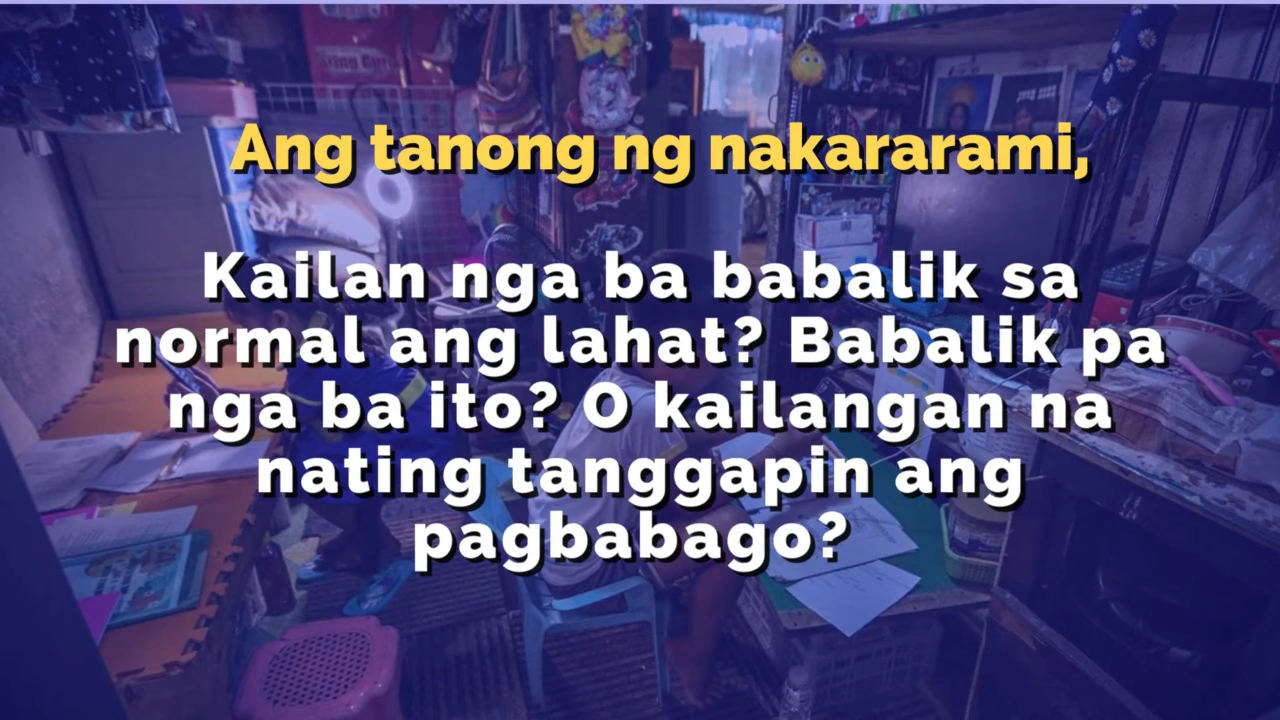 Ang tanong ng nakararami,
Kailan nga ba babalik sa
normal ang lahat? Babalik pa
nga ba ito? O kailangan na
nating tanggapin ang
pagbabago?